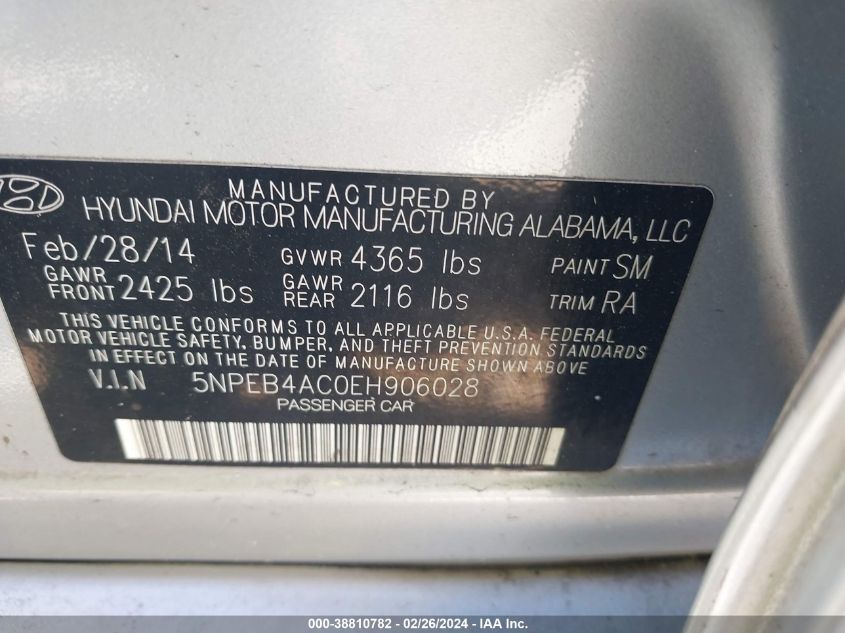 MANUFACTURED BY
HYUNDAI MOTOR MANUFACTURING ALABAMA, LLC
Feb/28/14 GVWR 4365 lbs PAINT SM
GAWR FRONT 2425 lbs GAWR REAR 2116 lbs TRIM RA
THIS VEHICLE CONFORMS TO ALL APPLICABLE U.S.A. FEDERAL
MOTOR VEHICLE SAFETY, BUMPER, AND THEFT PREVENTION STANDARDS
IN EFFECT ON THE DATE OF MANUFACTURE SHOWN ABOVE.
V.I.N 5NPEB4AC0EH906028
PASSENGER CAR
000-38810782 - 02/26/2024 - IAA Inc.